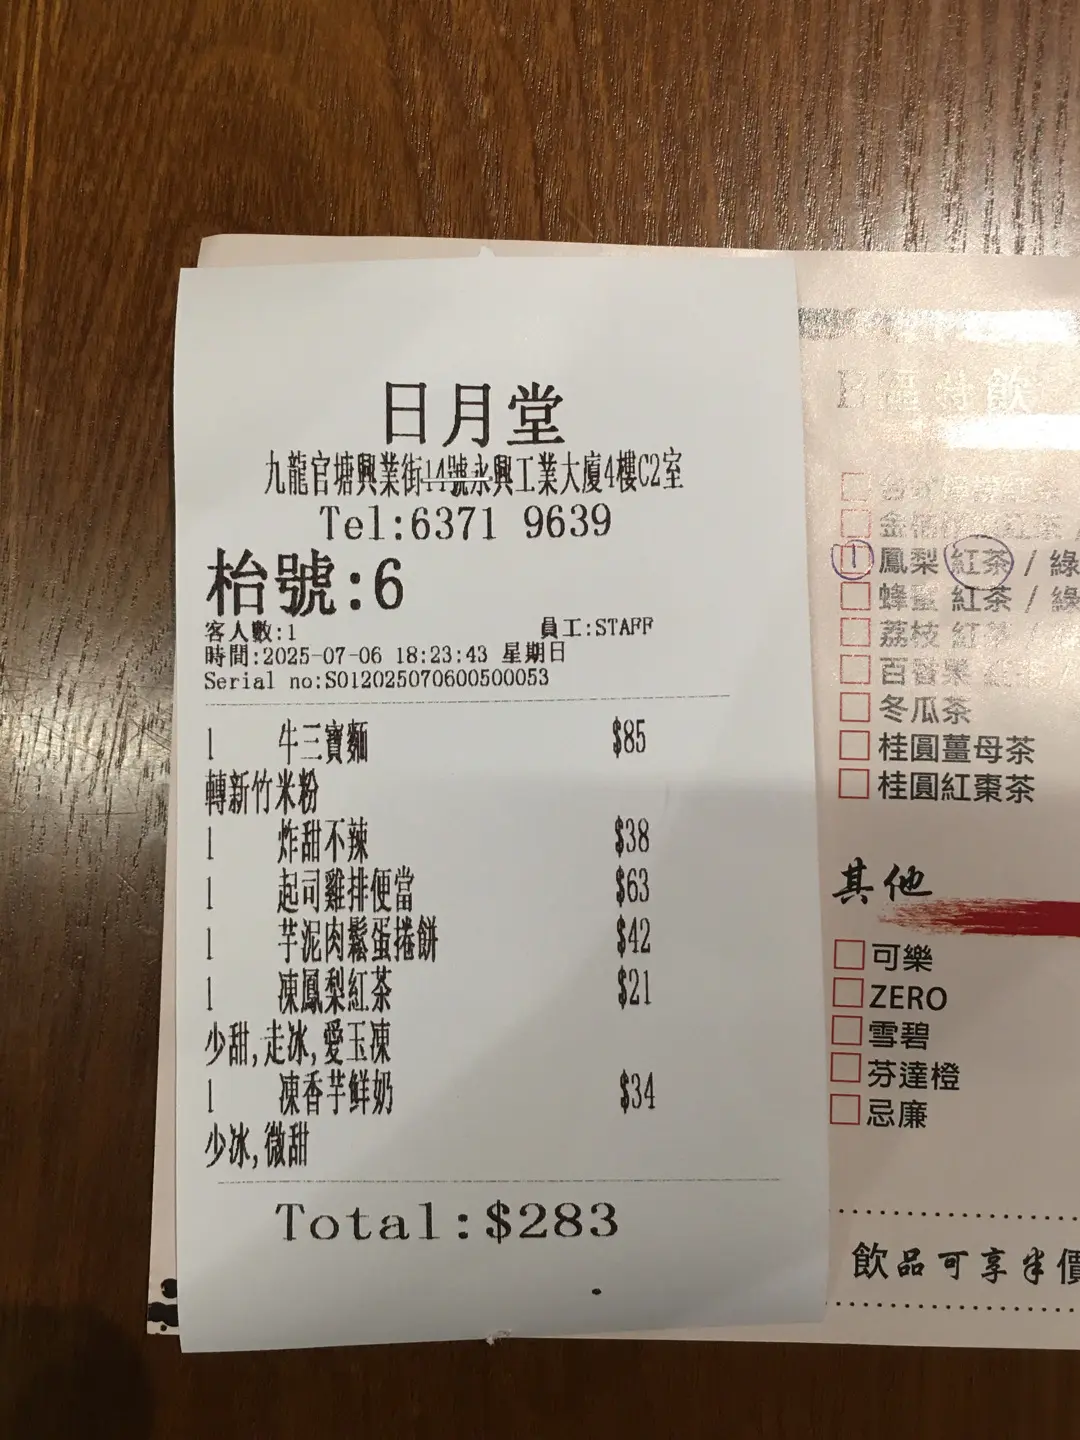 日月堂
九龍官塘興業街14號永興工業大廈4樓C2室
Tel:6371 9639
枱號:6
客人數:1 員工:STAFF
時間:2025-07-06 18:23:43 星期日
Serial no:S012025070600500053
1 牛三寶麵 $85
轉新竹米粉
1 炸甜不辣 $38
1 起司雞排便當 $63
1 芋泥肉鬆蛋捲餅 $42
1 凍鳳梨紅茶 $21
少甜,走冰,愛玉凍
1 凍香芋鮮奶 $34
少冰,微甜
Total:$283
飲
1 鳳梨 紅茶 / 綠
蜂蜜 紅茶 / 綠
荔枝 紅茶
百香果 紅茶
冬瓜茶
桂圓薑母茶
桂圓紅棗茶
其他
可樂
ZERO
雪碧
芬達橙
忌廉
飲品可享半價